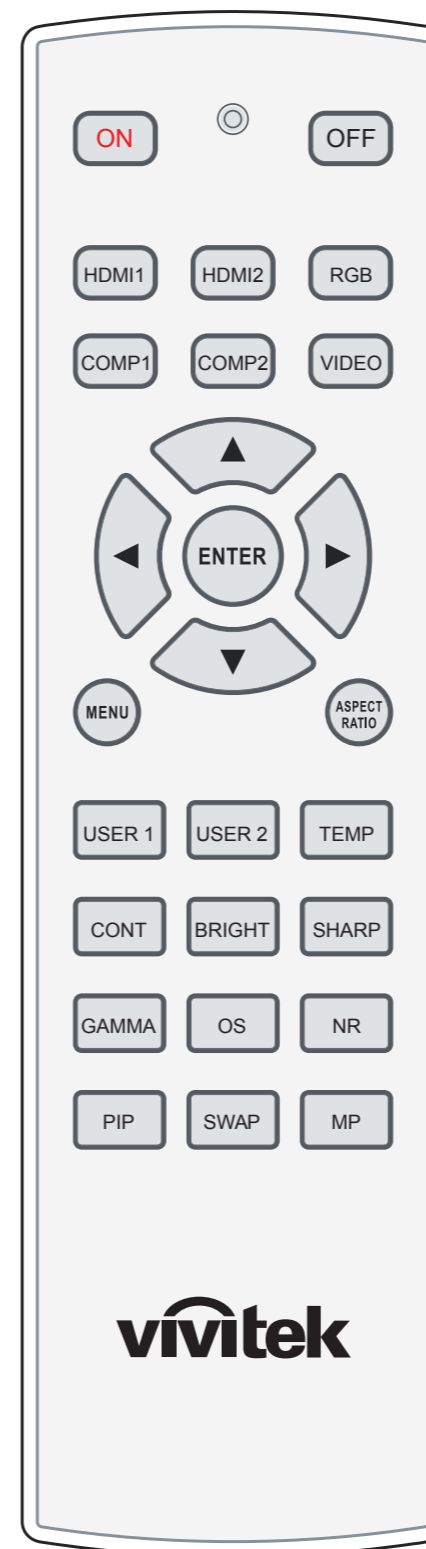 ON OFF
HDMI1 HDMI2 RGB
COMP1 COMP2 VIDEO
ENTER
MENU
ASPECT
RATIO
USER 1 USER 2 TEMP
CONT BRIGHT SHARP
GAMMA OS NR
PIP SWAP MP
vivitek